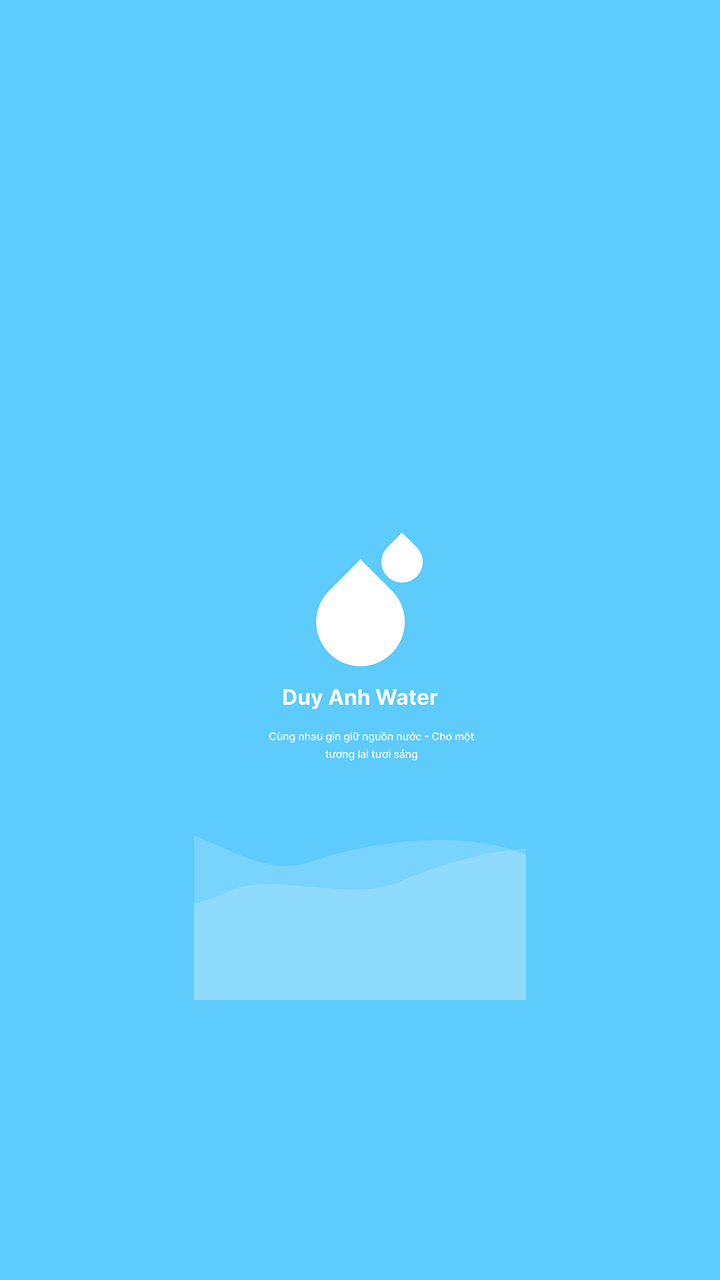 Duy Anh Water
Cùng nhau gìn giữ nguồn nước - Cho một
tương lai tươi sáng